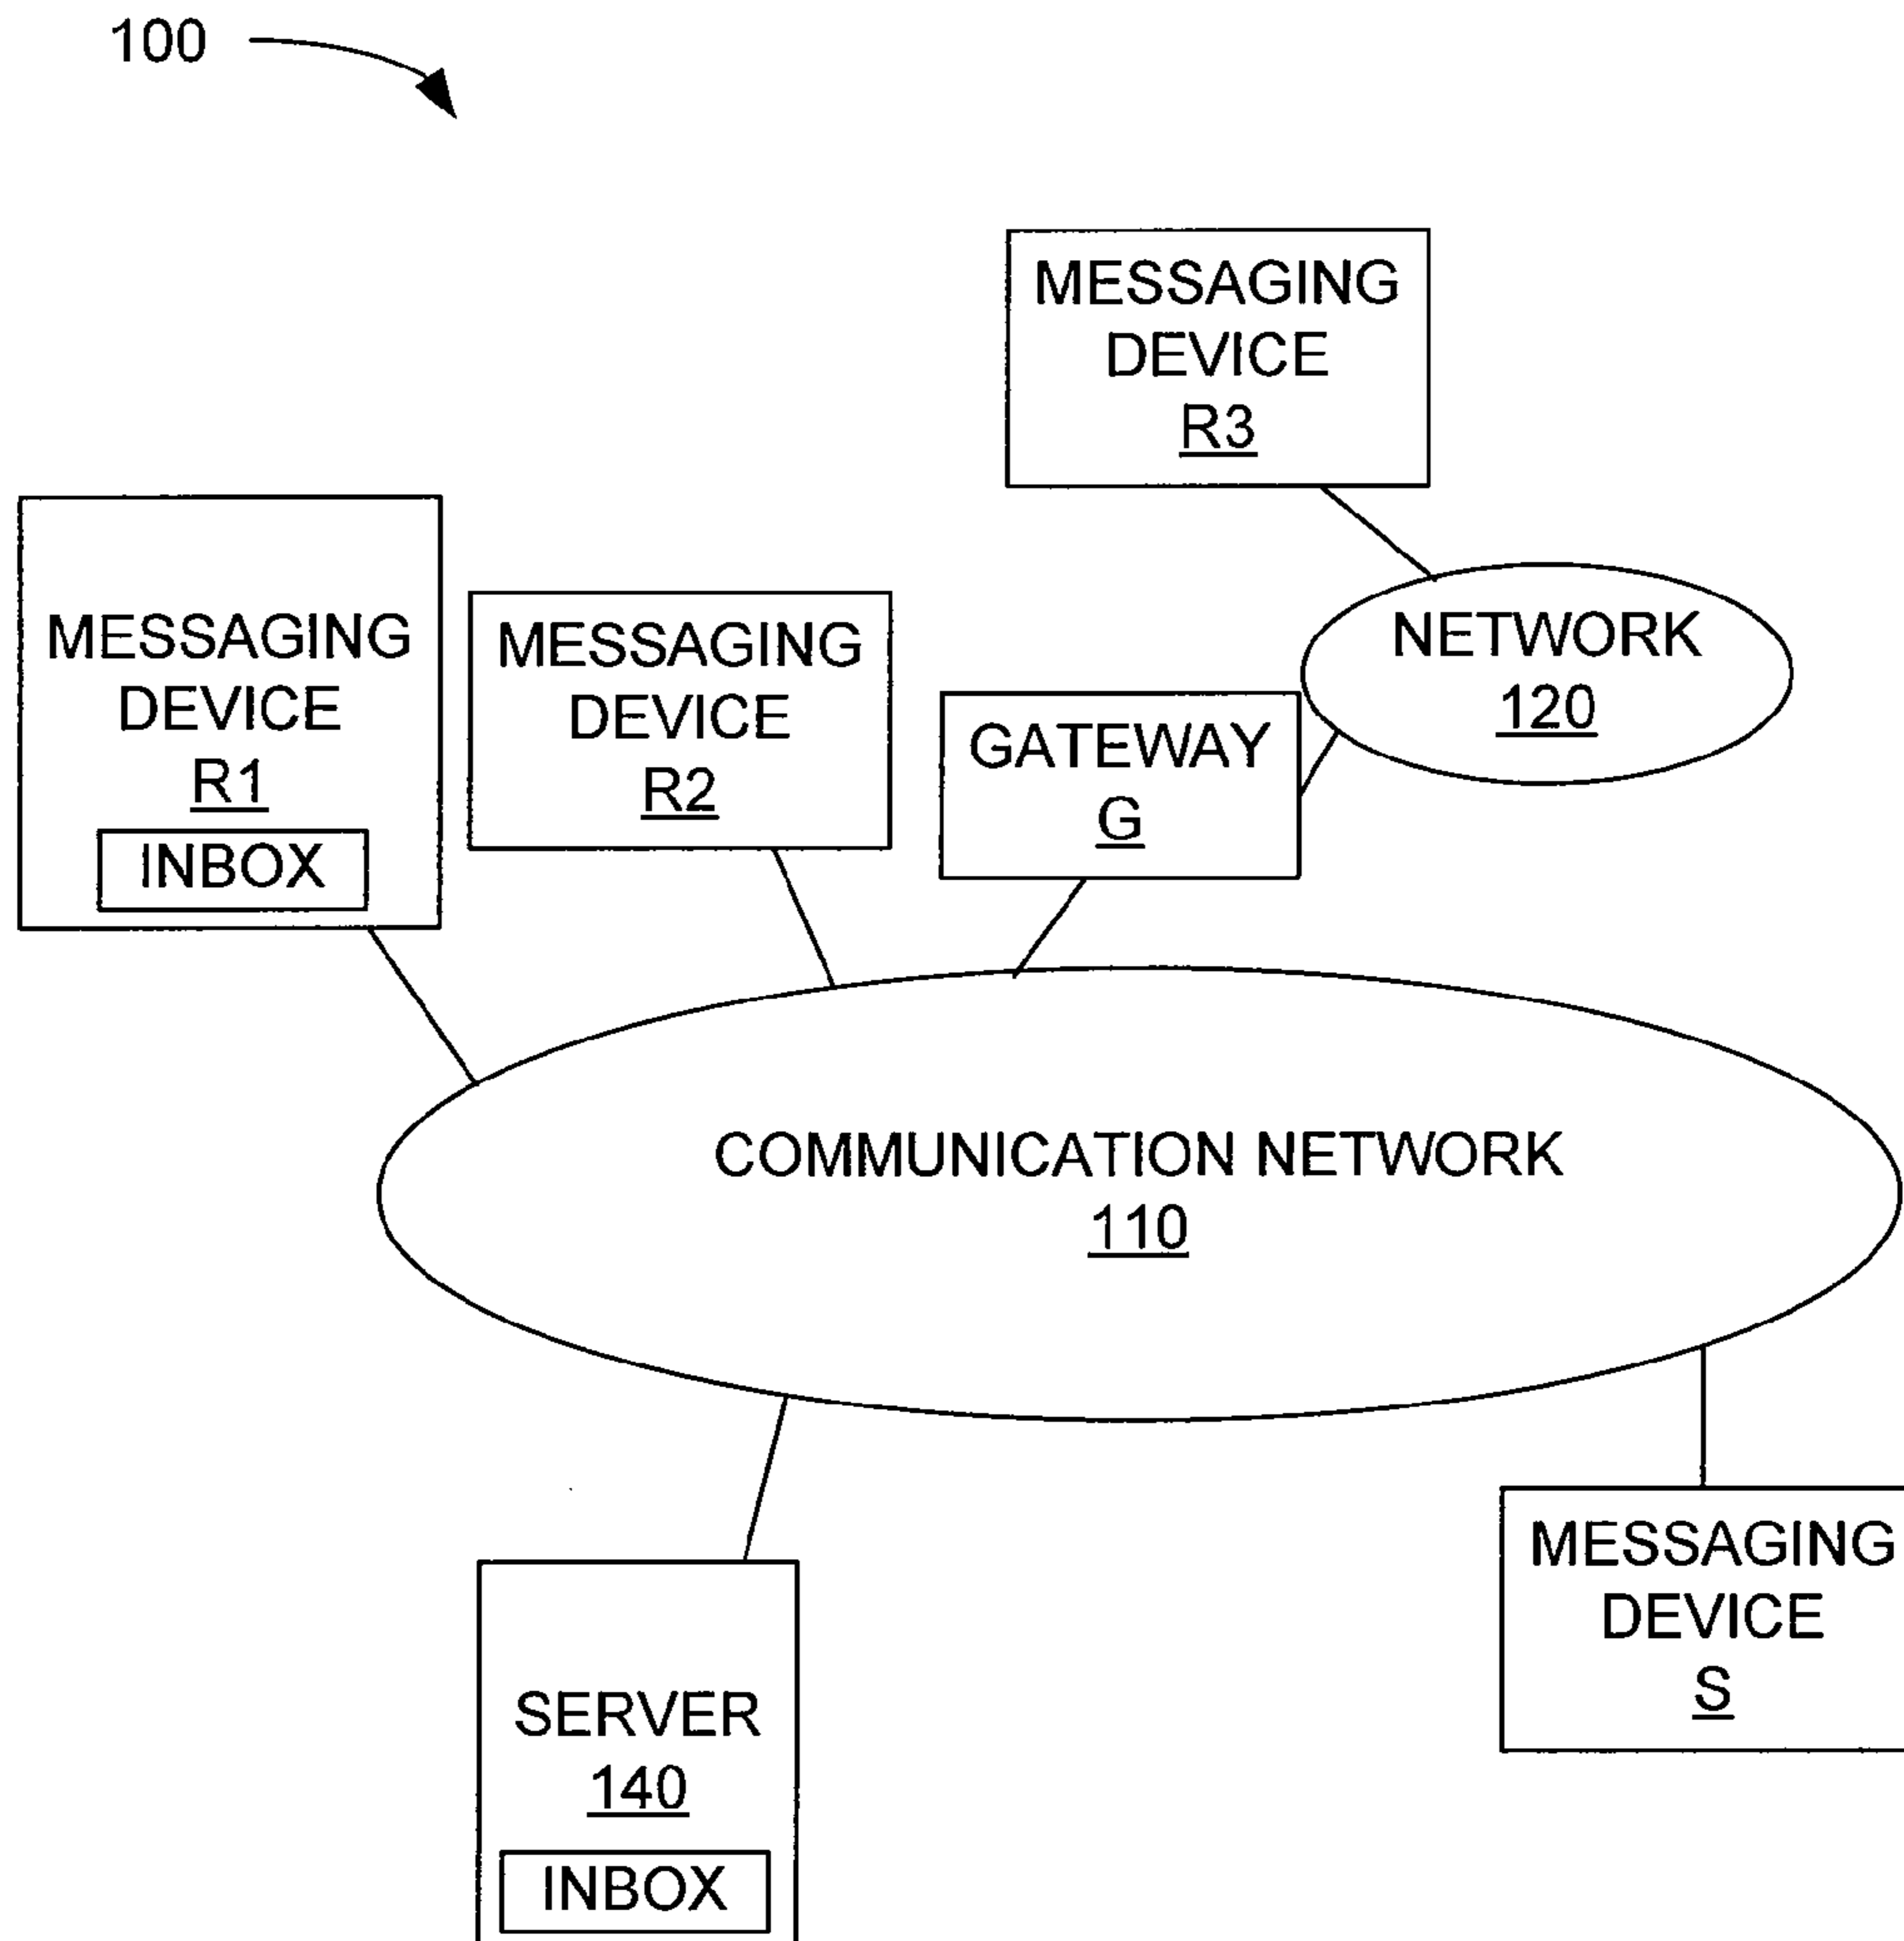 100
MESSAGING
DEVICE
R3
MESSAGING
DEVICE
R1
INBOX
MESSAGING
DEVICE
R2
GATEWAY
G
NETWORK
120
COMMUNICATION NETWORK
110
SERVER
140
INBOX
MESSAGING
DEVICE
S